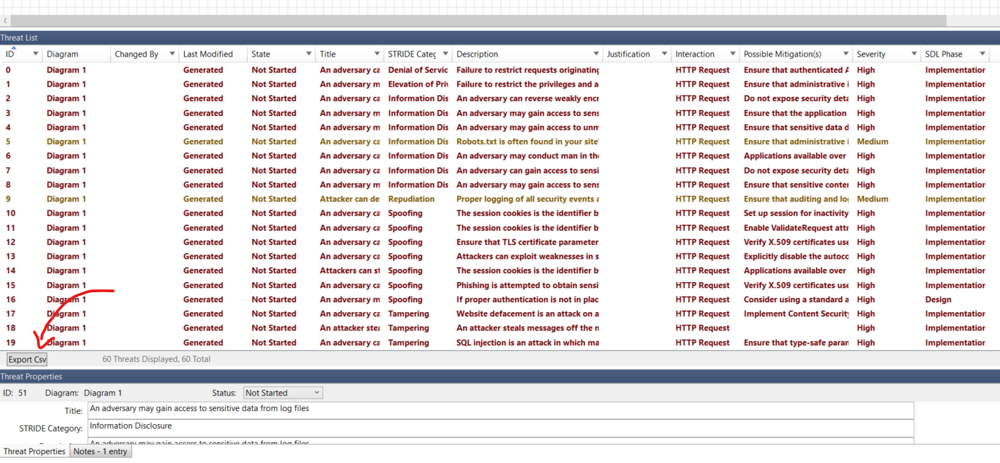 Threat List
ID Diagram Changed By Last Modified State Title STRIDE Categ Description Justification Interaction Possible Mitigation(s) Severity SDL Phase
0 Diagram 1 Generated Not Started An adversary ca Denial of Servic Failure to restrict requests originating HTTP Request Ensure that authenticated A High Implementation
1 Diagram 1 Generated Not Started An adversary m Elevation of Priv Failure to restrict the privileges and a HTTP Request Ensure that administrative i High Implementation
2 Diagram 1 Generated Not Started An adversary ca Information Dis An adversary can reverse weakly encr HTTP Request Do not expose security deta High Implementation
3 Diagram 1 Generated Not Started An adversary m Information Dis An adversary may gain access to sens HTTP Request Ensure that the application High Implementation
4 Diagram 1 Generated Not Started An adversary m Information Dis An adversary may gain access to unm HTTP Request Ensure that sensitive data d High Implementation
5 Diagram 1 Generated Not Started An adversary ca Information Dis Robots.txt is often found in your site' HTTP Request Ensure that administrative i Medium Implementation
6 Diagram 1 Generated Not Started An adversary ca Information Dis An adversary may conduct man in the HTTP Request Applications available over High Implementation
7 Diagram 1 Generated Not Started An adversary ca Information Dis An adversary can gain access to sensi HTTP Request Do not expose security deta High Implementation
8 Diagram 1 Generated Not Started An adversary m Information Dis An adversary may gain access to sens HTTP Request Ensure that sensitive conter High Implementation
9 Diagram 1 Generated Not Started Attacker can de Repudiation Proper logging of all security events a HTTP Request Ensure that auditing and log Medium Implementation
10 Diagram 1 Generated Not Started An adversary ca Spoofing The session cookies is the identifier b HTTP Request Set up session for inactivity High Implementation
11 Diagram 1 Generated Not Started An adversary ca Spoofing The session cookies is the identifier b HTTP Request Enable ValidateRequest attr High Implementation
12 Diagram 1 Generated Not Started An adversary ca Spoofing Ensure that TLS certificate parameter HTTP Request Verify X.509 certificates use High Implementation
13 Diagram 1 Generated Not Started An adversary ca Spoofing Attackers can exploit weaknesses in s HTTP Request Explicitly disable the autoco High Implementation
14 Diagram 1 Generated Not Started Attackers can st Spoofing The session cookies is the identifier b HTTP Request Applications available over High Implementation
15 Diagram 1 Generated Not Started An adversary ca Spoofing Phishing is attempted to obtain sensi HTTP Request Verify X.509 certificates use High Implementation
16 Diagram 1 Generated Not Started An adversary m Spoofing If proper authentication is not in plac HTTP Request Consider using a standard a High Design
17 Diagram 1 Generated Not Started An adversary ca Tampering Website defacement is an attack on a HTTP Request Implement Content Security High Implementation
18 Diagram 1 Generated Not Started An attacker stea Tampering An attacker steals messages off the n HTTP Request High Implementation
19 Diagram 1 Generated Not Started An adversary ca Tampering SQL injection is an attack in which ma HTTP Request Ensure that type-safe paran High Implementation
Export Csv 60 Threats Displayed, 60 Total
Threat Properties
ID: 51 Diagram: Diagram 1 Status: Not Started
Title: An adversary may gain access to sensitive data from log files
STRIDE Category: Information Disclosure
An adversary may gain access to sensitive data from log files
Threat Properties Notes - 1 entry